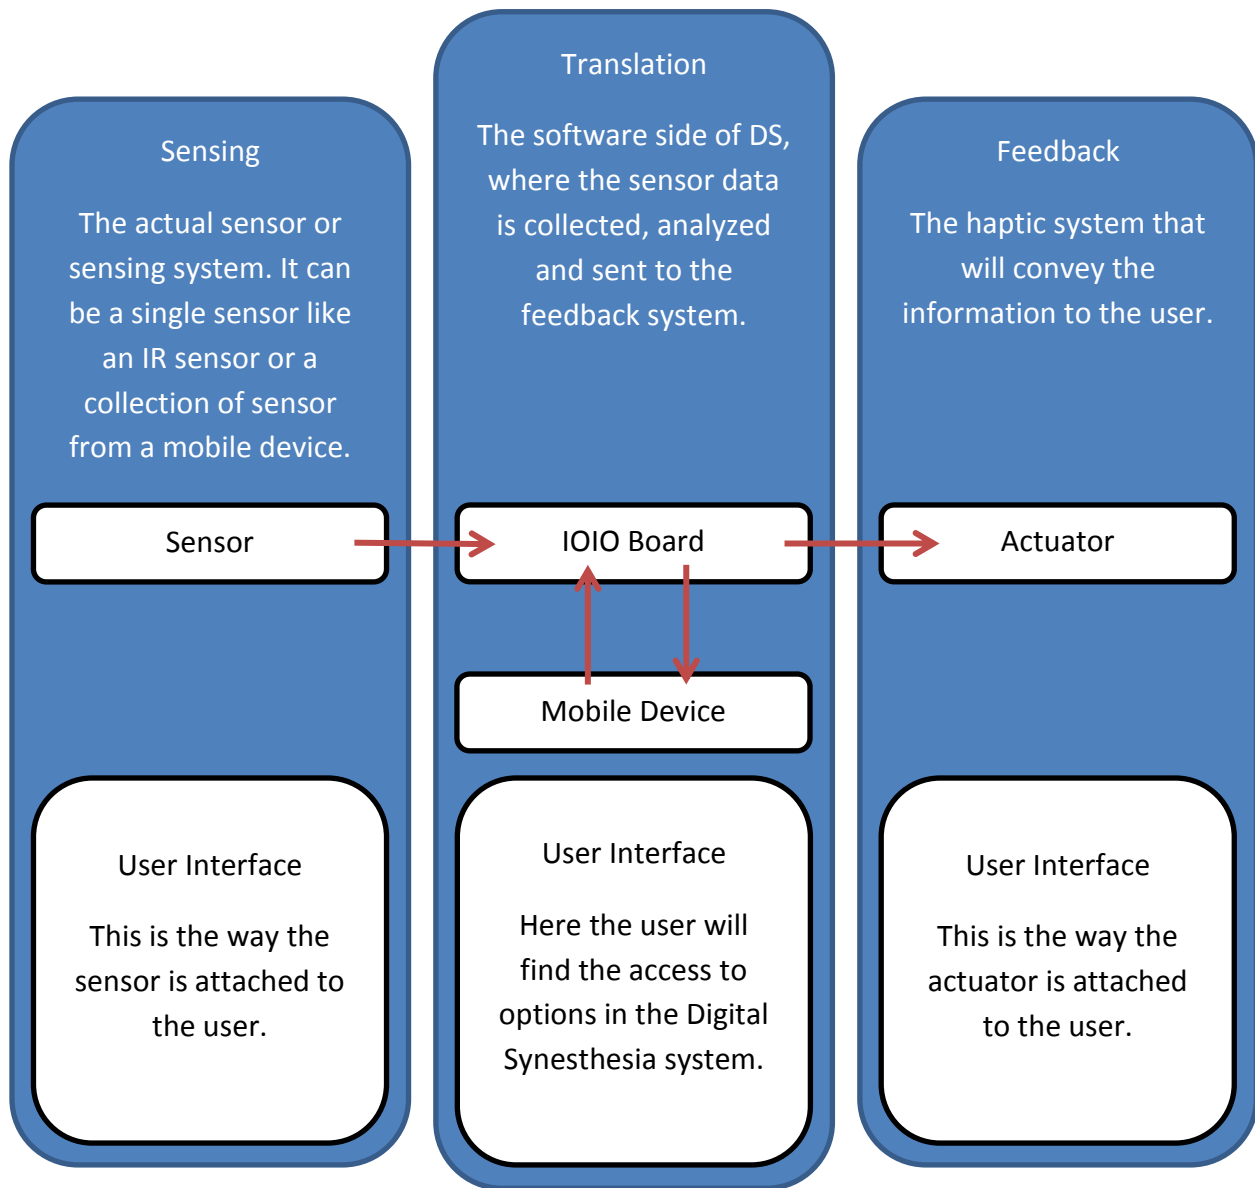 Sensing
The actual sensor or
sensing system. It can
be a single sensor like
an IR sensor or a
collection of sensor
from a mobile device.
Sensor
User Interface
This is the way the
sensor is attached to
the user.
Translation
The software side of DS,
where the sensor data
is collected, analyzed
and sent to the
feedback system.
IOIO Board
Mobile Device
User Interface
Here the user will
find the access to
options in the Digital
Synesthesia system.
Feedback
The haptic system that
will convey the
information to the user.
Actuator
User Interface
This is the way the
actuator is attached
to the user.